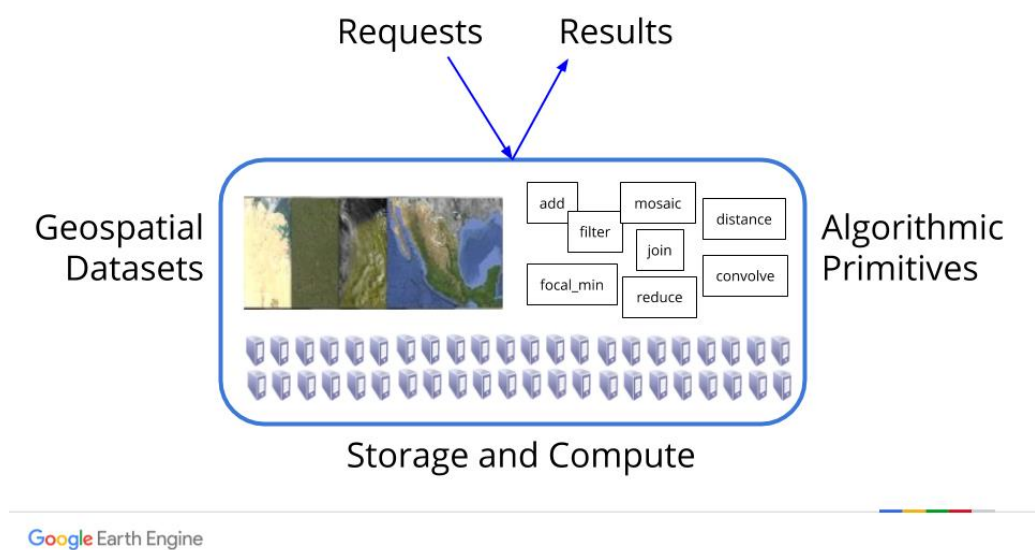 Requests
Results
Geospatial
Datasets
add
mosaic
distance
filter
join
focal_min
reduce
convolve
Algorithmic
Primitives
Storage and Compute
Google Earth Engine